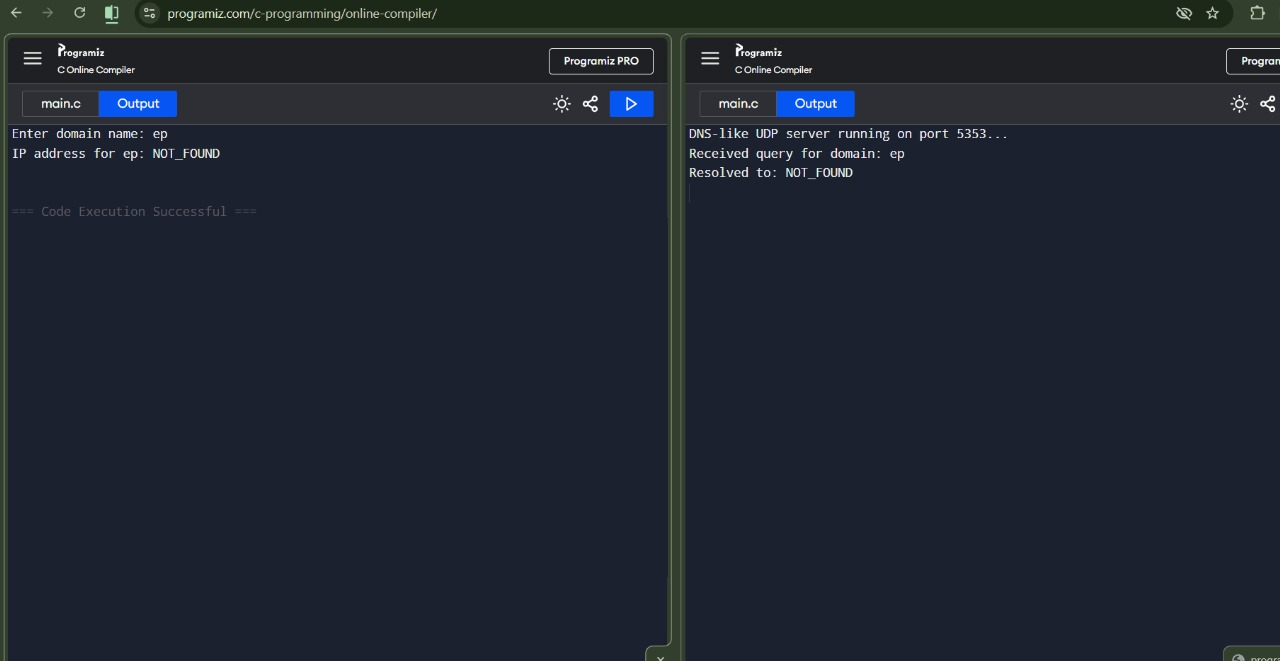 programiz.com/c-programming/online-compiler/
Programiz
C Online Compiler
Programiz PRO
main.c
Output
Enter domain name: ep
IP address for ep: NOT_FOUND
=== Code Execution Successful ===
Programiz
C Online Compiler
main.c
Output
DNS-like UDP server running on port 5353...
Received query for domain: ep
Resolved to: NOT_FOUND